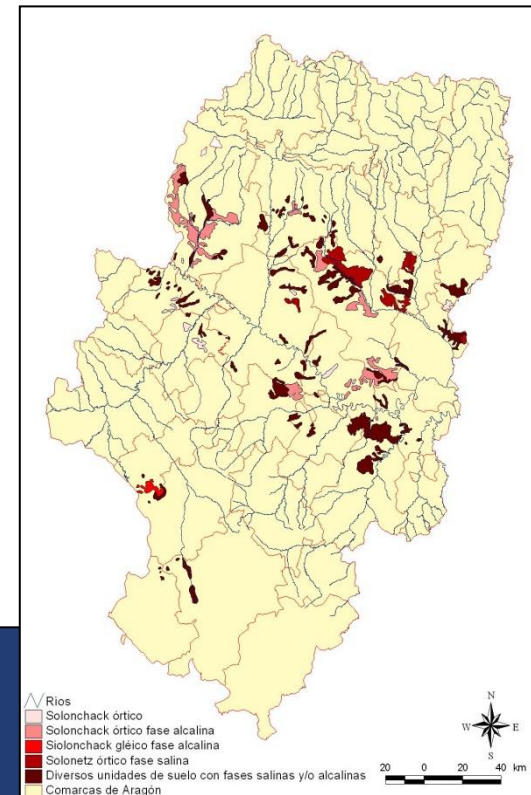 Ríos
Solonchack órtico
Solonchack órtico fase alcalina
Siolonchack gléico fase alcalina
Solonetz órtico fase salina
Diversos unidades de suelo con fases salinas y/o alcalinas
Comarcas de Aragón
N
W E
S
20 0 20 40 km